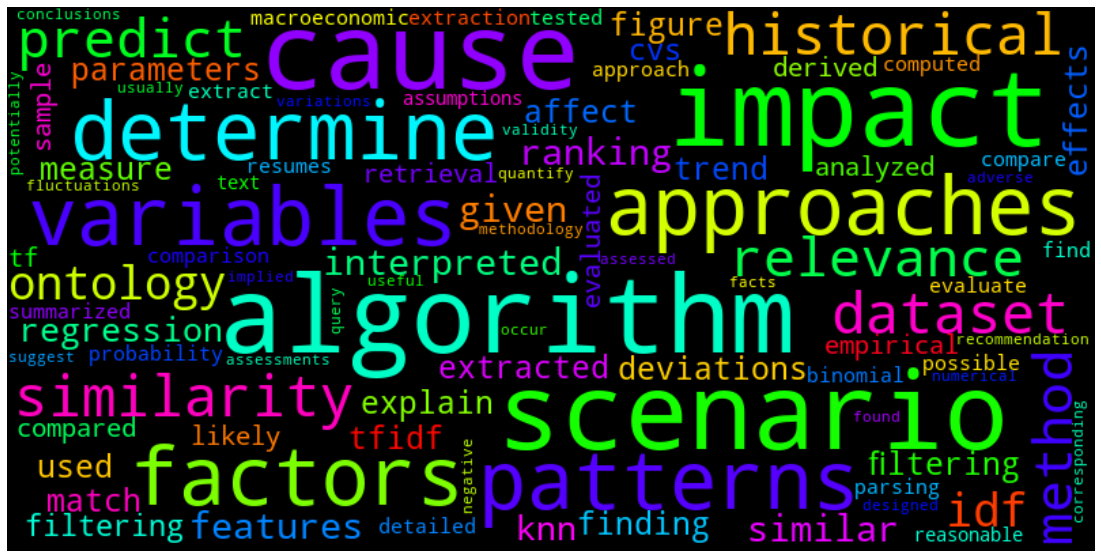 conclusions
predict
macroeconomic
extraction
tested
figure
historical
cause
cvs
parameters
approach
derived
computed
potentially
usually
extract
variations
assumptions
affect
impact
effects
sample
determine
validity
ranking
trend
analyzed
compare
measure
resumes
retrieval
quantify
adverse
fluctuations
text
variables
given
methodology
evaluated
approaches
tf
comparison
interpreted
assessed
relevance
find
ontology
implied
useful
facts
evaluate
summarized
algorithm
query
occur
dataset
regression
recommendation
suggest
probability
assessments
extracted
deviations
empirical
possible
binomial
numerical
method
similarity
explain
scenario
found
compared
likely
tfidf
corresponding
used
factors
negative
patterns
filtering
match
parsing
designed
idf
filtering
features
detailed
knn
finding
similar
reasonable